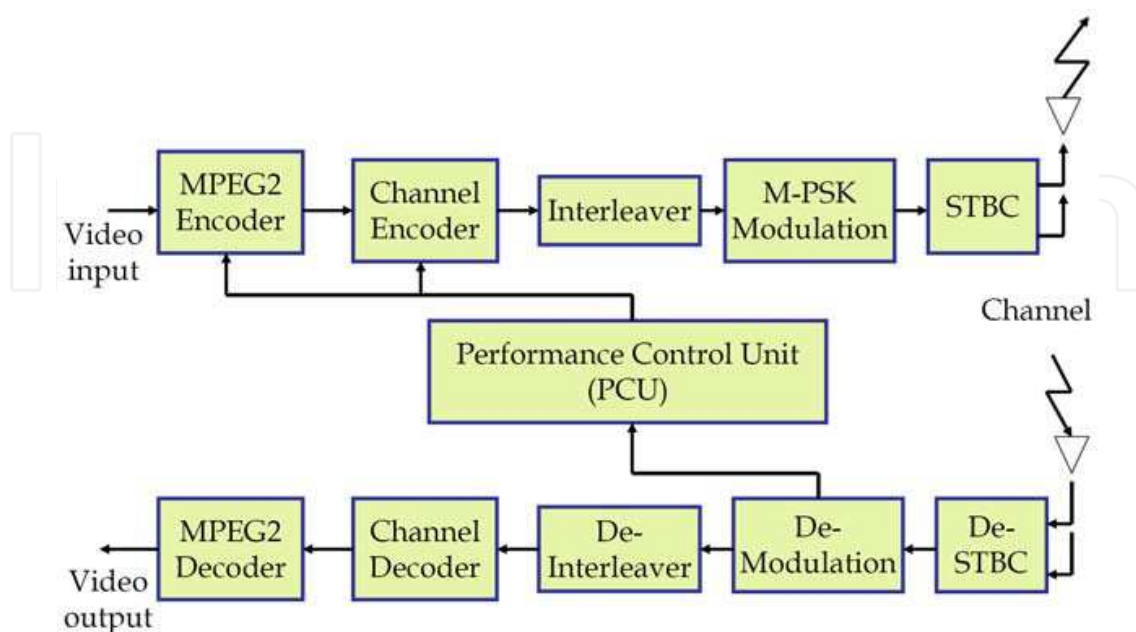 MPEG2
Encoder
Channel
Encoder
Interleaver
M-PSK
Modulation
STBC
Video
input
Channel
Performance Control Unit
(PCU)
MPEG2
Decoder
Channel
Decoder
De-
Interleaver
De-
Modulation
De-
STBC
Video
output